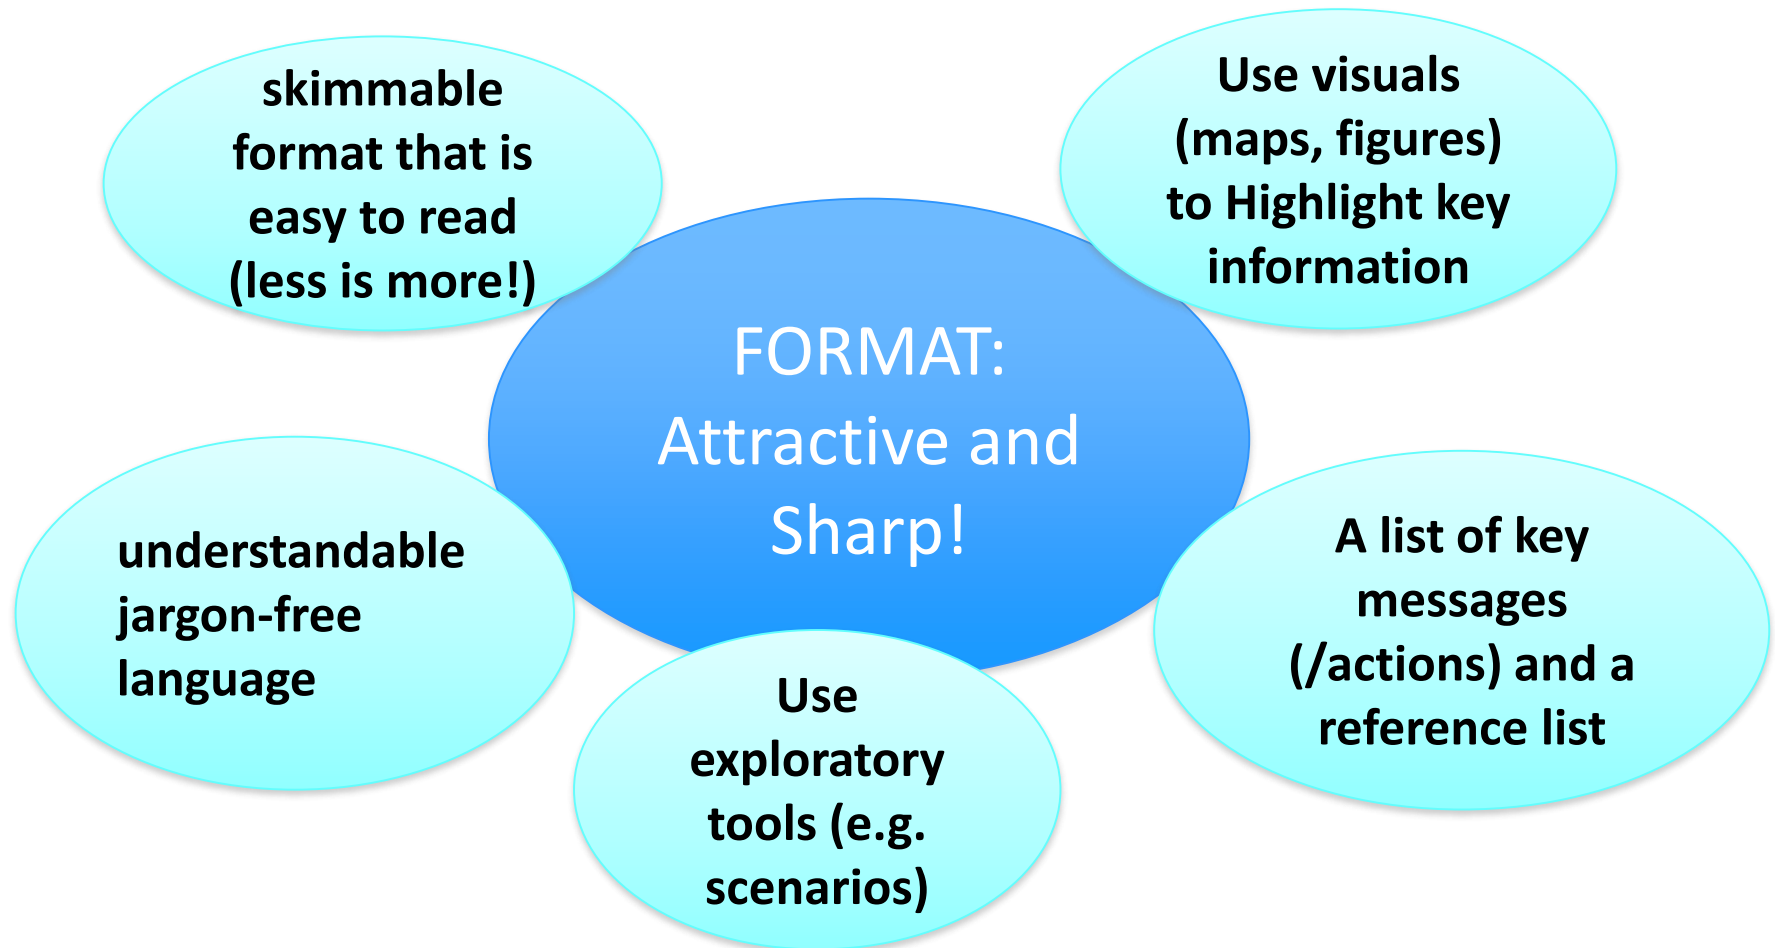 skimmable
format that is
easy to read
(less is more!)
Use visuals
(maps, figures)
to Highlight key
information
FORMAT:
Attractive and
Sharp!
understandable
jargon-free
language
A list of key
messages
(/actions) and a
reference list
Use
exploratory
tools (e.g.
scenarios)